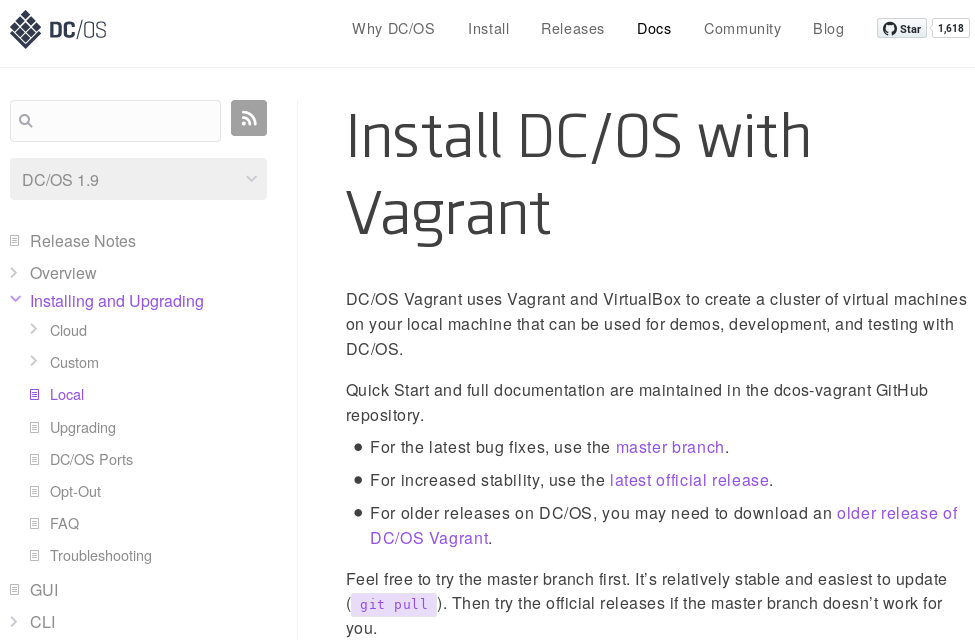 DC/OS
Why DC/OS Install Releases Docs Community Blog Star 1,618
DC/OS 1.9
Release Notes
Overview
Installing and Upgrading
Cloud
Custom
Local
Upgrading
DC/OS Ports
Opt-Out
FAQ
Troubleshooting
GUI
CLI
Install DC/OS with
Vagrant
DC/OS Vagrant uses Vagrant and VirtualBox to create a cluster of virtual machines
on your local machine that can be used for demos, development, and testing with
DC/OS.
Quick Start and full documentation are maintained in the dcos-vagrant GitHub
repository.
● For the latest bug fixes, use the master branch.
● For increased stability, use the latest official release.
● For older releases on DC/OS, you may need to download an older release of
DC/OS Vagrant.
Feel free to try the master branch first. It’s relatively stable and easiest to update
(git pull). Then try the official releases if the master branch doesn’t work for
you.